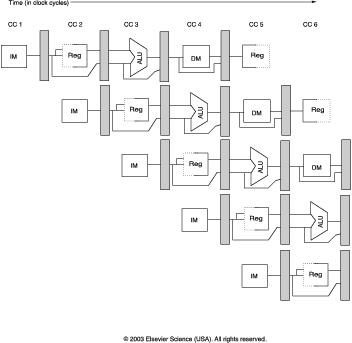 Time (in clock cycles)
CC 1 CC 2 CC 3 CC 4 CC 5 CC 6
IM Reg ALU DM Reg
IM Reg ALU DM Reg
IM Reg ALU DM
IM Reg ALU
IM Reg
© 2003 Elsevier Science (USA). All rights reserved.